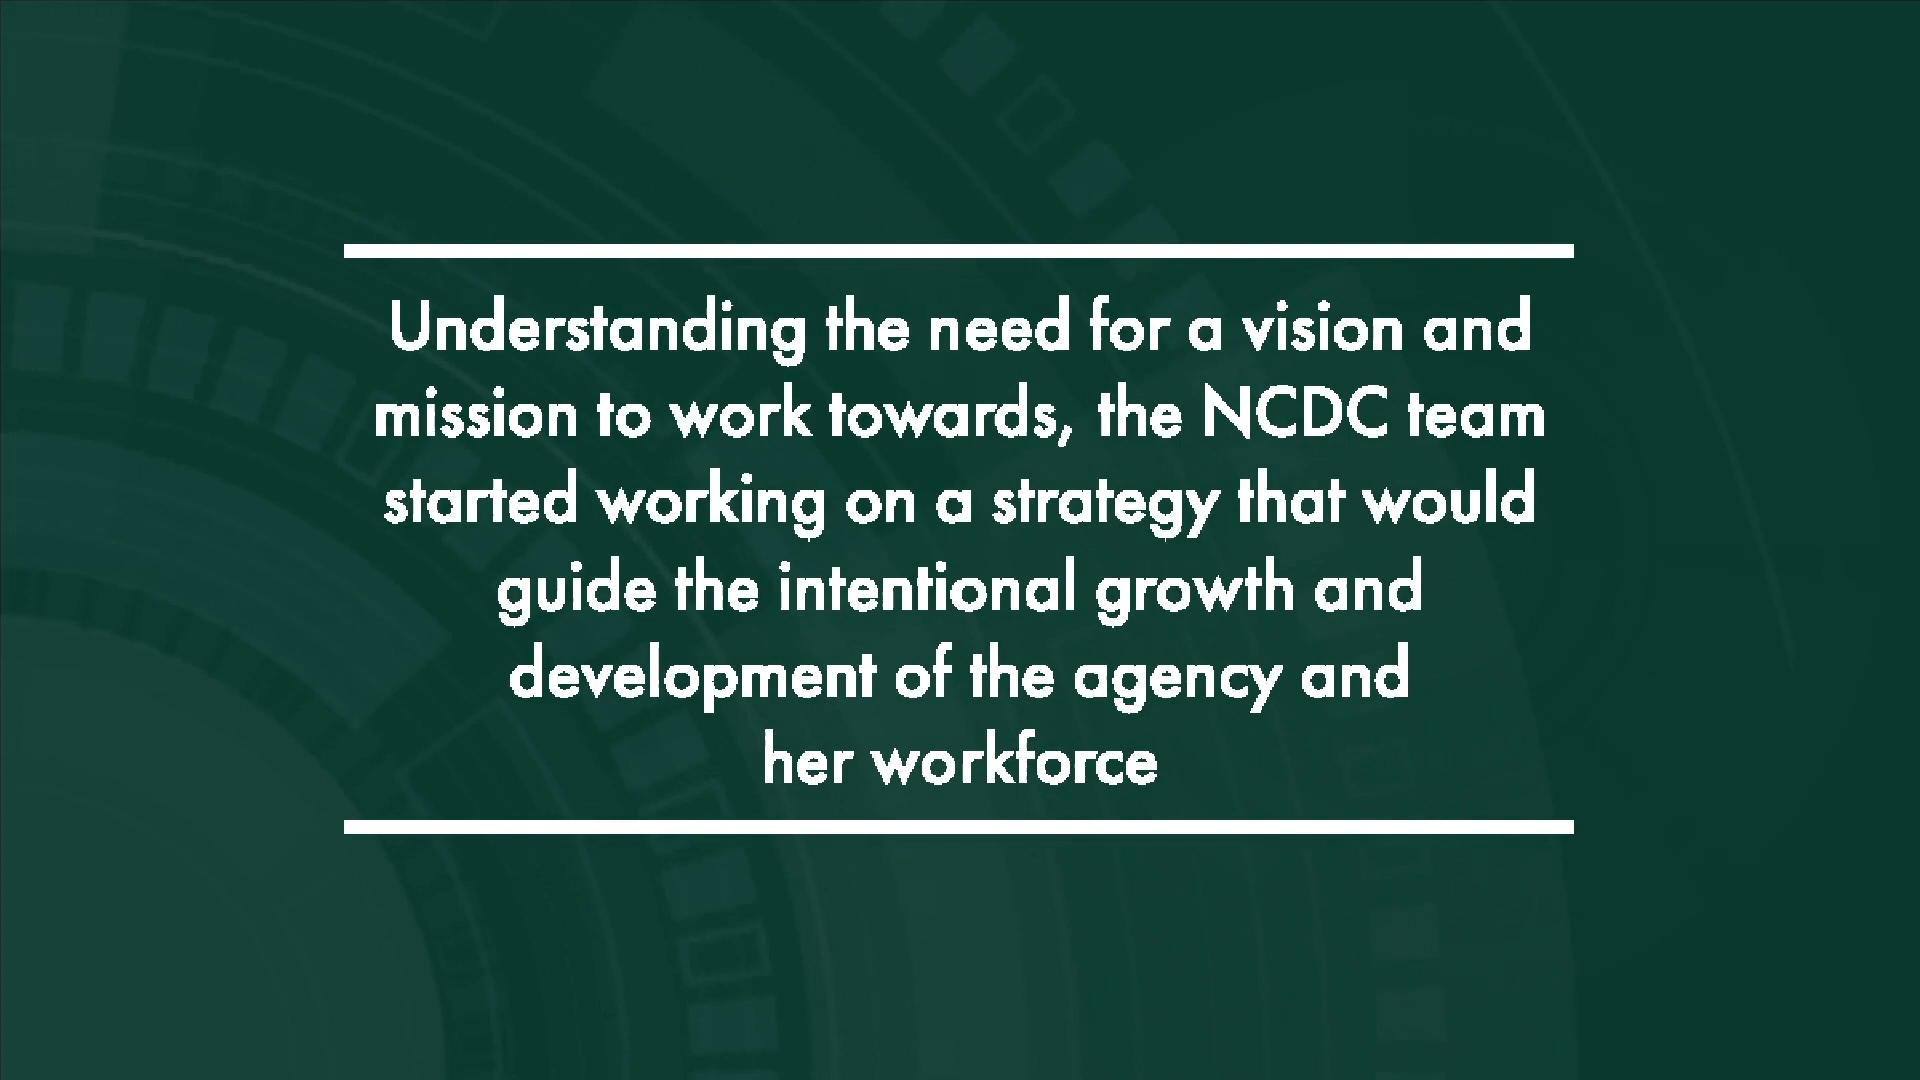 Understanding the need for a vision and
mission to work towards, the NCDC team
started working on a strategy that would
guide the intentional growth and
development of the agency and
her workforce